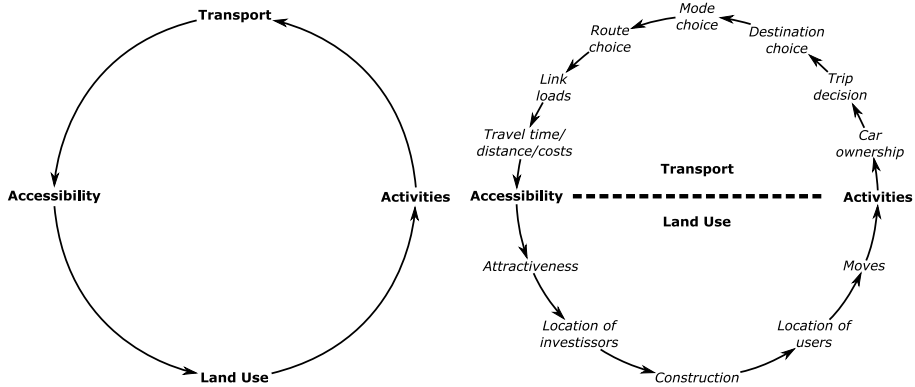 Transport
Accessibility
Activities
Land Use
Mode
choice
Route
choice
Destination
choice
Link
loads
Trip
decision
Travel time/
distance/costs
Car
ownership
Transport
Accessibility
Activities
Land Use
Attractiveness
Moves
Location of
investissors
Location of
users
Construction